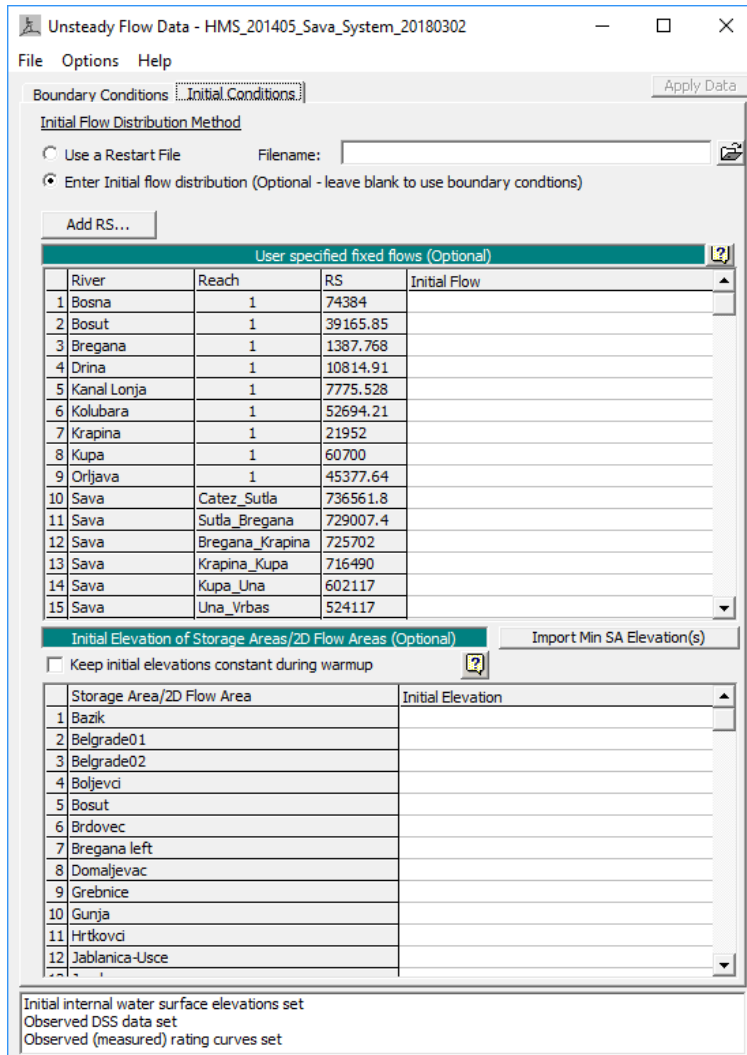 Unsteady Flow Data - HMS_201405_Sava_System_20180302
File Options Help
Boundary Conditions Initial Conditions Apply Data
Initial Flow Distribution Method
Use a Restart File Filename:
Enter Initial flow distribution (Optional - leave blank to use boundary condtions)
Add RS...
User specified fixed flows (Optional)
River Reach RS Initial Flow
1 Bosna 1 74384
2 Bosut 1 39165.85
3 Bregana 1 1387.768
4 Drina 1 10814.91
5 Kanal Lonja 1 7775.528
6 Kolubara 1 52694.21
7 Krapina 1 21952
8 Kupa 1 60700
9 Orljava 1 45377.64
10 Sava Catez_Sutla 736561.8
11 Sava Sutla_Bregana 729007.4
12 Sava Bregana_Krapina 725702
13 Sava Krapina_Kupa 716490
14 Sava Kupa_Una 602117
15 Sava Una_Vrbas 524117
Initial Elevation of Storage Areas/2D Flow Areas (Optional) Import Min SA Elevation(s)
Keep initial elevations constant during warmup
Storage Area/2D Flow Area Initial Elevation
1 Bazik
2 Belgrade01
3 Belgrade02
4 Boljevci
5 Bosut
6 Brdovec
7 Bregana left
8 Domaljevac
9 Grebnice
10 Gunja
11 Hrtkovci
12 Jablanica-Usce
Initial internal water surface elevations set
Observed DSS data set
Observed (measured) rating curves set